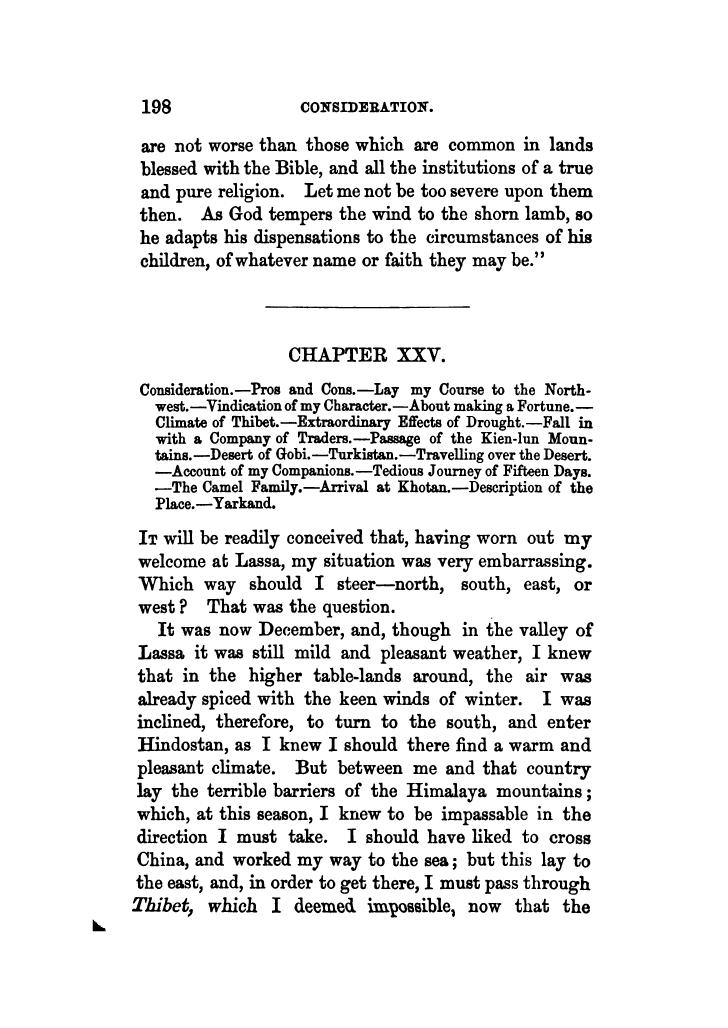 198 CONSIDERATION.
are not worse than those which are common in lands
blessed with the Bible, and all the institutions of a true
and pure religion. Let me not be too severe upon them
then. As God tempers the wind to the shorn lamb, so
he adapts his dispensations to the circumstances of his
children, of whatever name or faith they may be."
CHAPTER XXV.
Consideration.—Pros and Cons.—Lay my Course to the North-
west.—Vindication of my Character.—About making a Fortune.—
Climate of Thibet.—Extraordinary Effects of Drought.—Fall in
with a Company of Traders.—Passage of the Kien-lun Moun-
tains.—Desert of Gobi.—Turkistan.—Travelling over the Desert.
—Account of my Companions.—Tedious Journey of Fifteen Days.
—The Camel Family.—Arrival at Khotan.—Description of the
Place.—Yarkand.
IT will be readily conceived that, having worn out my
welcome at Lassa, my situation was very embarrassing.
Which way should I steer—north, south, east, or
west? That was the question.
It was now December, and, though in the valley of
Lassa it was still mild and pleasant weather, I knew
that in the higher table-lands around, the air was
already spiced with the keen winds of winter. I was
inclined, therefore, to turn to the south, and enter
Hindostan, as I knew I should there find a warm and
pleasant climate. But between me and that country
lay the terrible barriers of the Himalaya mountains;
which, at this season, I knew to be impassable in the
direction I must take. I should have liked to cross
China, and worked my way to the sea; but this lay to
the east, and, in order to get there, I must pass through
Thibet, which I deemed impossible, now that the